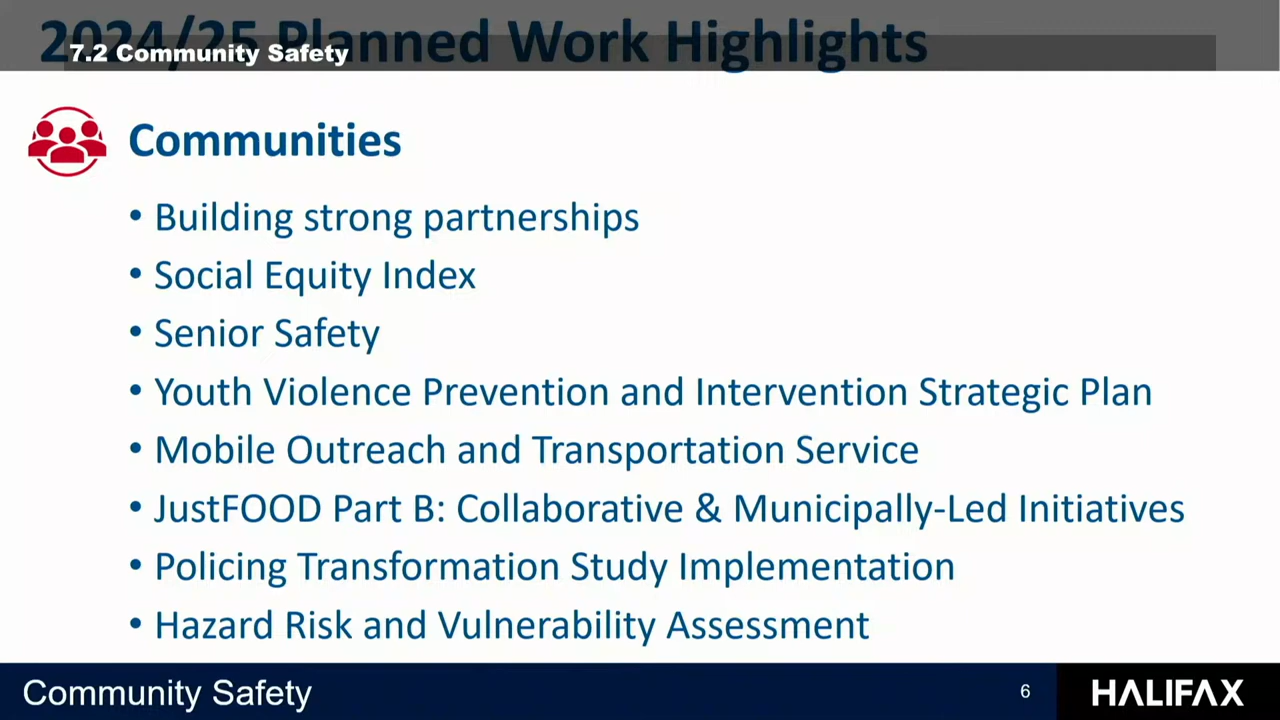 2024/25 Planned Work Highlights
7.2 Community Safety
Communities
• Building strong partnerships
• Social Equity Index
• Senior Safety
• Youth Violence Prevention and Intervention Strategic Plan
• Mobile Outreach and Transportation Service
• JustFOOD Part B: Collaborative & Municipally-Led Initiatives
• Policing Transformation Study Implementation
• Hazard Risk and Vulnerability Assessment
Community Safety
6
HALIFAX